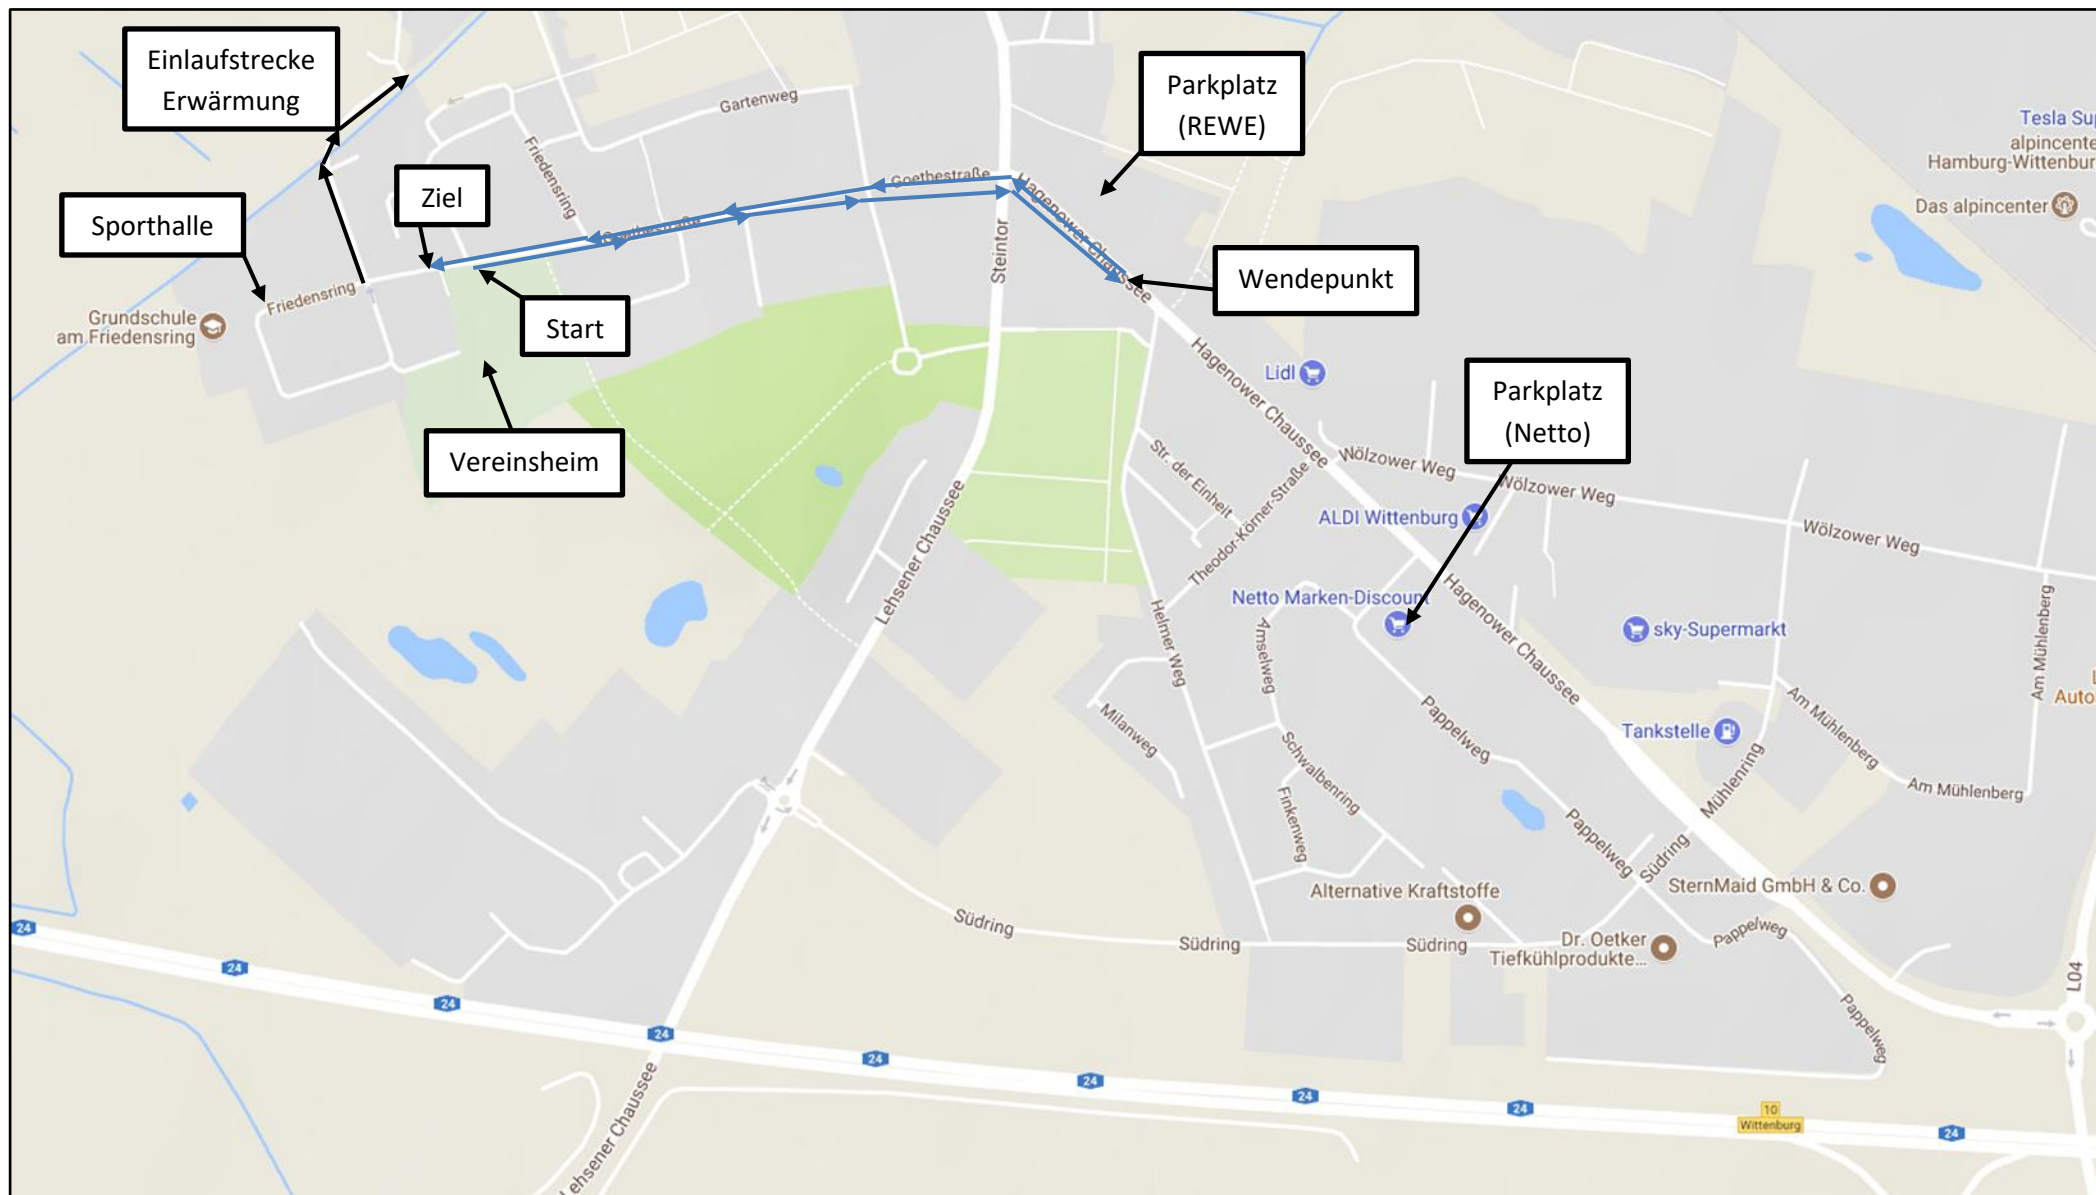 Einlaufstrecke
Erwärmung
Parkplatz
(REWE)
Gartenweg
Tesla Su
alpincente
Hamburg-Wittenbur
Das alpincenter
Friedensring
Ziel
Goethestraße
Goethestraße
Hagenower Chaussee
Sporthalle
Steintor
Wendepunkt
Friedensring
Grundschule
am Friedensring
Start
Lidl
Hagenower Chaussee
Parkplatz
(Netto)
Vereinsheim
Str. der Einheit
Wölzower Weg
Wölzower Weg
Wölzower Weg
ALDI Wittenburg
Theodor-Körner-Straße
Lehsener Chaussee
Netto Marken-Discount
Hagenower Chaussee
sky-Supermarkt
Am Mühlenberg
Helmer Weg
Amselweg
L
Auto
Milanweg
Pappelweg
Am Mühlenberg
Tankstelle
Schwalbenring
Mühlenring
Am Mühlenberg
Finkenweg
Pappelweg
Südring
Alternative Kraftstoffe
SternMaid GmbH & Co.
Südring
Südring
Südring
Dr. Oetker
Tiefkühlprodukte...
Pappelweg
Pappelweg
L04
24
24
24
24
24
24
24
24
24
10
Wittenburg
Lehsener Chaussee